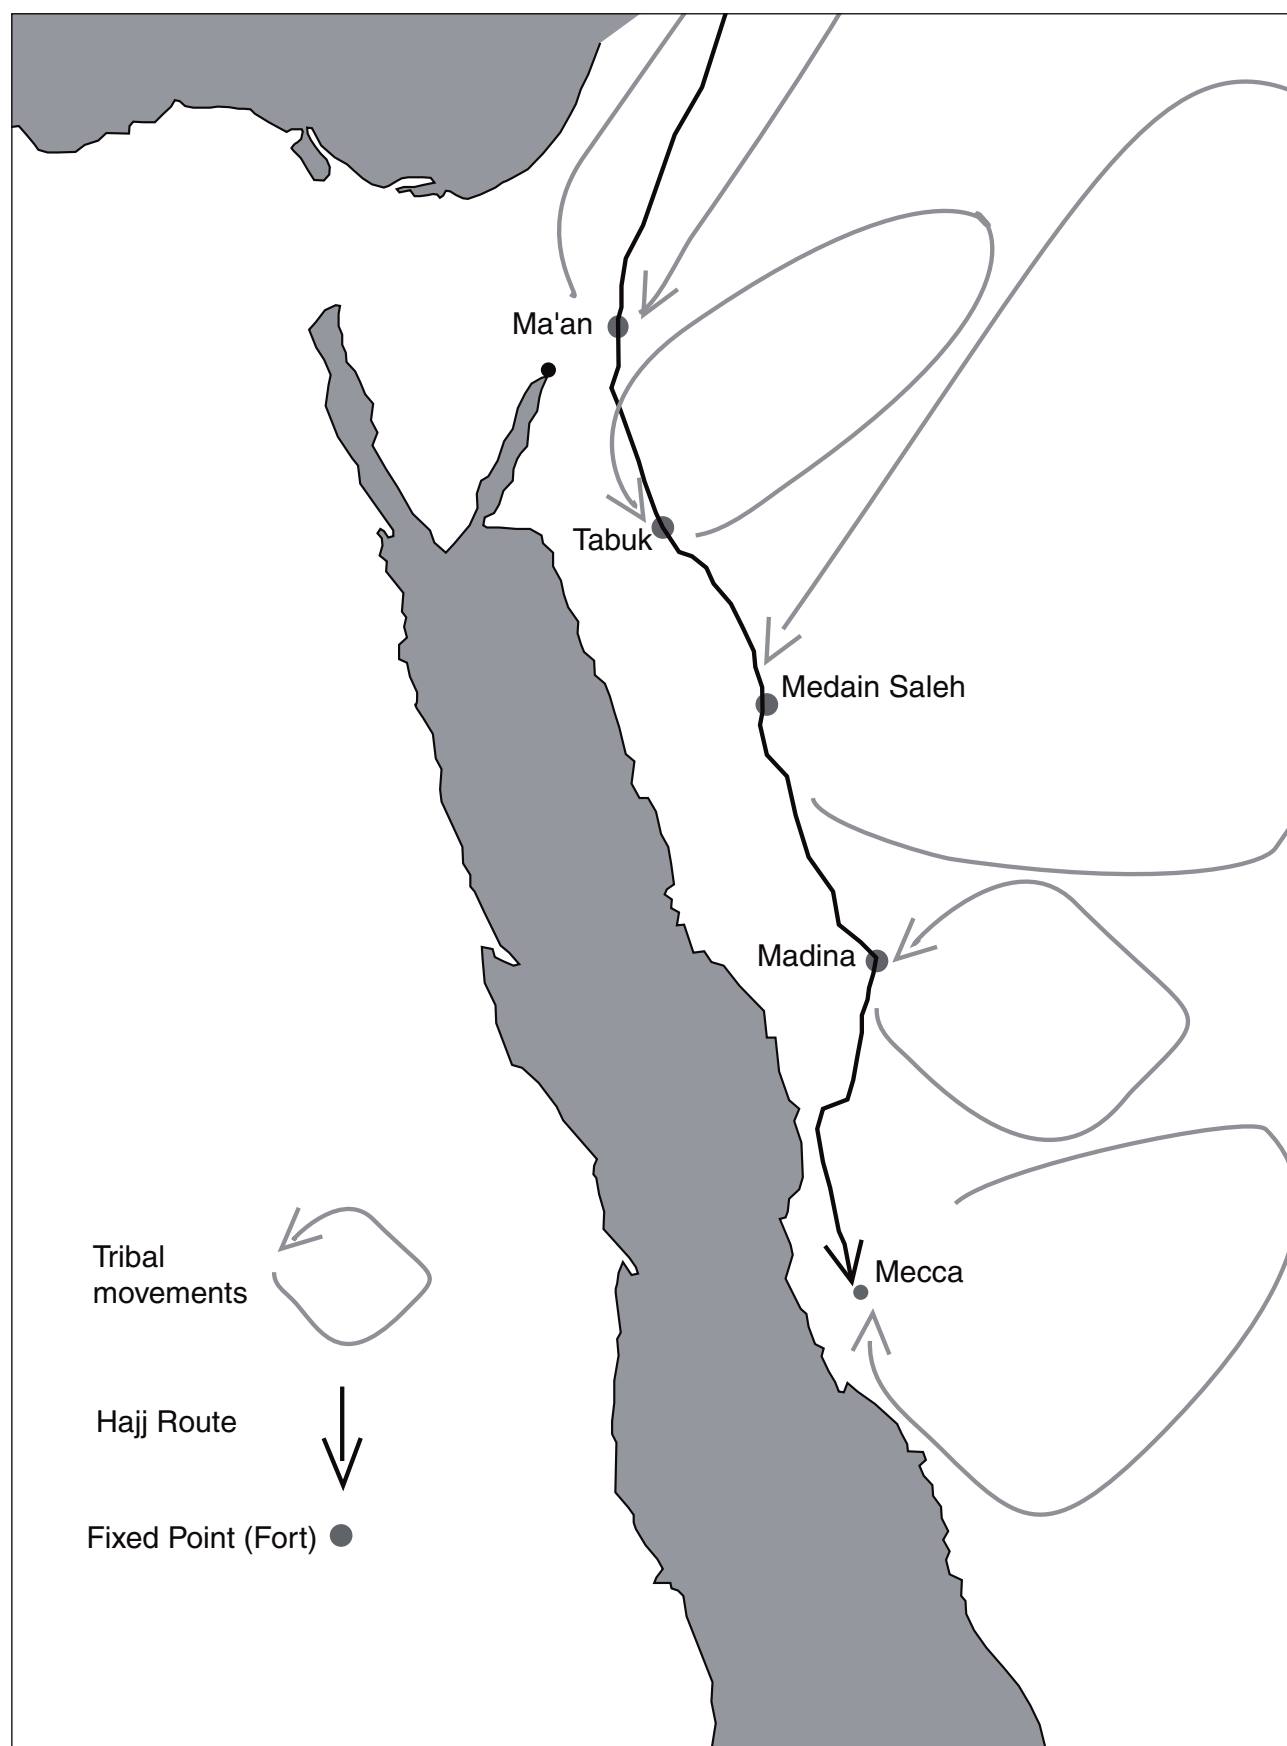 Ma'an
Tabuk
Medain Saleh
Madina
Mecca
Tribal
movements
Hajj Route
Fixed Point (Fort)